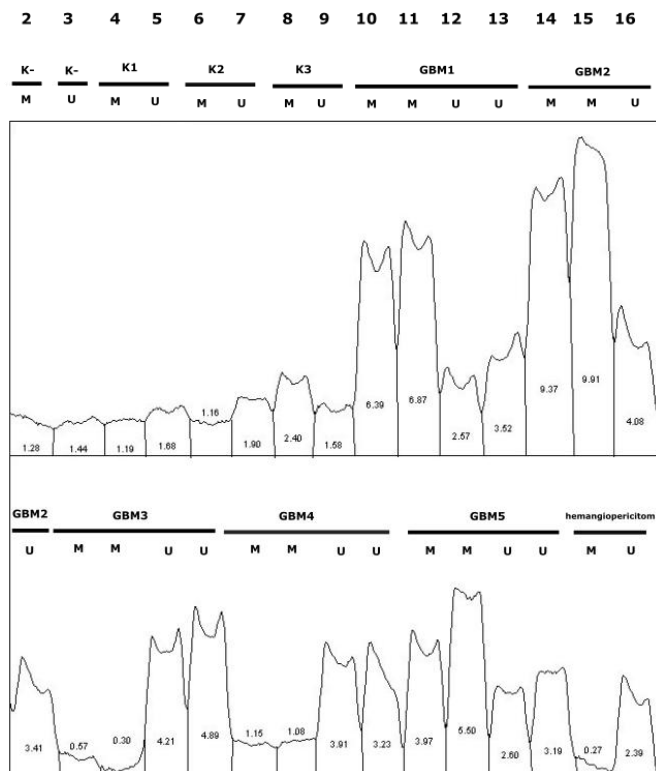 2 3 4 5 6 7 8 9 10 11 12 13 14 15 16
K- K- K1 K2 K3 GBM1 GBM2
M U M U M U M U M M U U M M U
1.28 1.44 1.19 1.68 1.16 1.90 2.40 1.58 6.39 6.87 2.57 3.52 9.37 9.91 4.08
GBM2 GBM3 GBM4 GBM5 hemangiopericitom
U M M U U M M U U M M U U M U
3.41 0.57 0.30 4.21 4.89 1.15 1.08 3.91 3.23 3.97 5.50 2.60 3.19 0.27 2.39